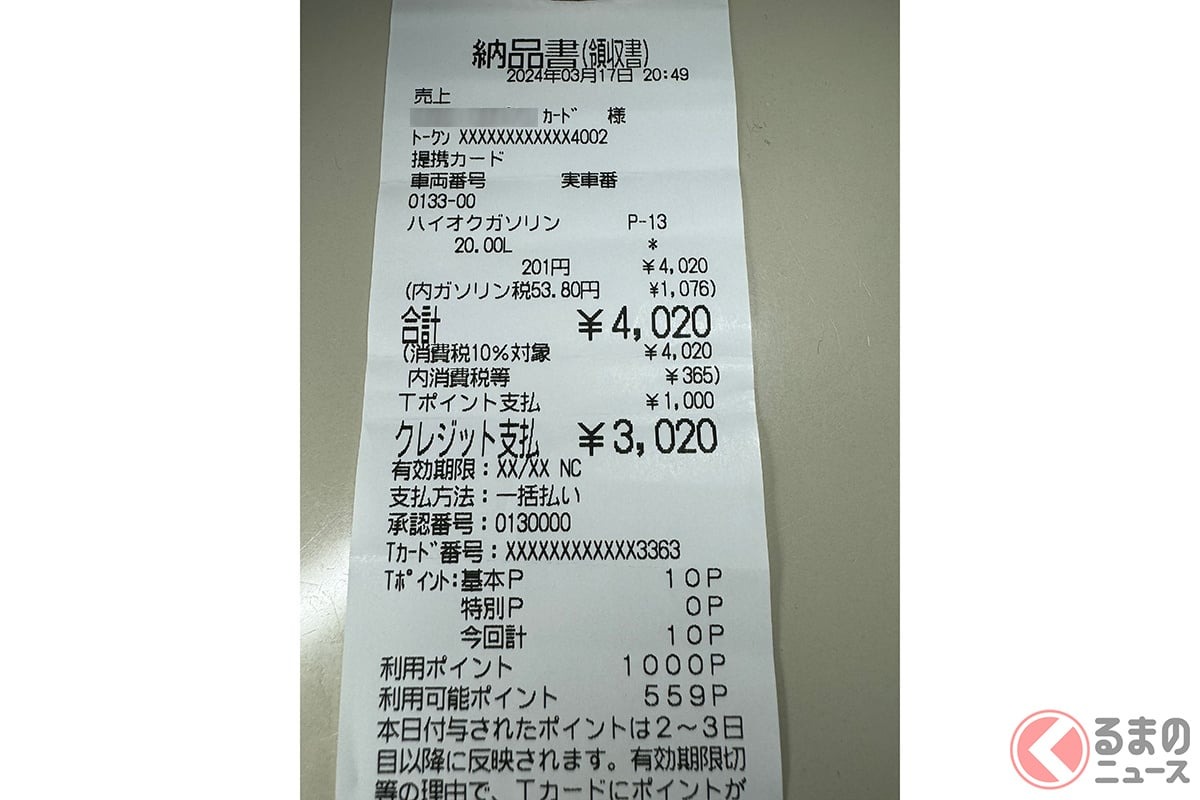 納品書(領収書)
2024年03月17日 20:49
売上
ｶｰﾄﾞ 様
ﾄｰｸﾝ XXXXXXXXXXXX4002
提携カード
車両番号 実車番
0133-00
ハイオクガソリン P-13
20.00L *
201円 ¥4,020
(内ガソリン税53.80円 ¥1,076)
合計 ¥4,020
(消費税10%対象 ¥4,020
内消費税等 ¥365)
Tポイント支払 ¥1,000
クレジット支払 ¥3,020
有効期限：XX/XX NC
支払方法：一括払い
承認番号：0130000
Tｶｰﾄﾞ番号：XXXXXXXXXXXX3363
Tﾎﾟｲﾝﾄ：基本P 10P
特別P 0P
今回計 10P
利用ポイント 1000P
利用可能ポイント 559P
本日付与されたポイントは2〜3日
目以降に反映されます。有効期限切
等の理由で、Tカードにポイントが
くるまの
ニュース